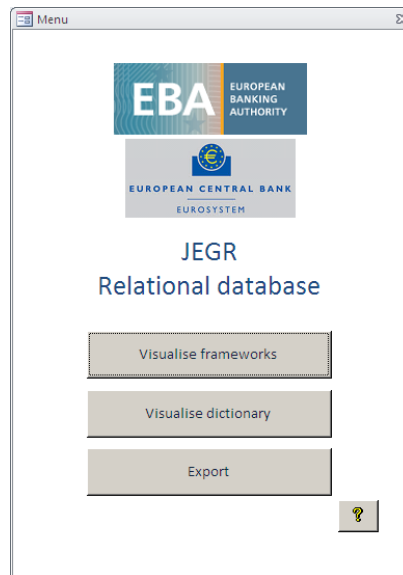 Menu
EBA EUROPEAN
BANKING
AUTHORITY
EUROPEAN CENTRAL BANK
EUROSYSTEM
JEGR
Relational database
Visualise frameworks
Visualise dictionary
Export
?